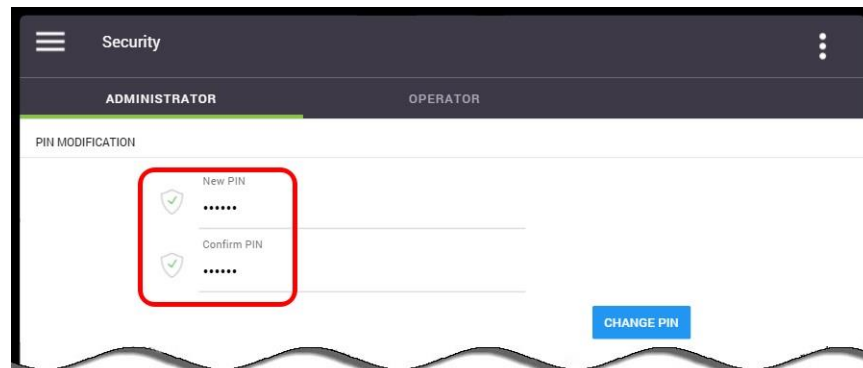 Security
ADMINISTRATOR OPERATOR
PIN MODIFICATION
New PIN
••••••
Confirm PIN
••••••
CHANGE PIN